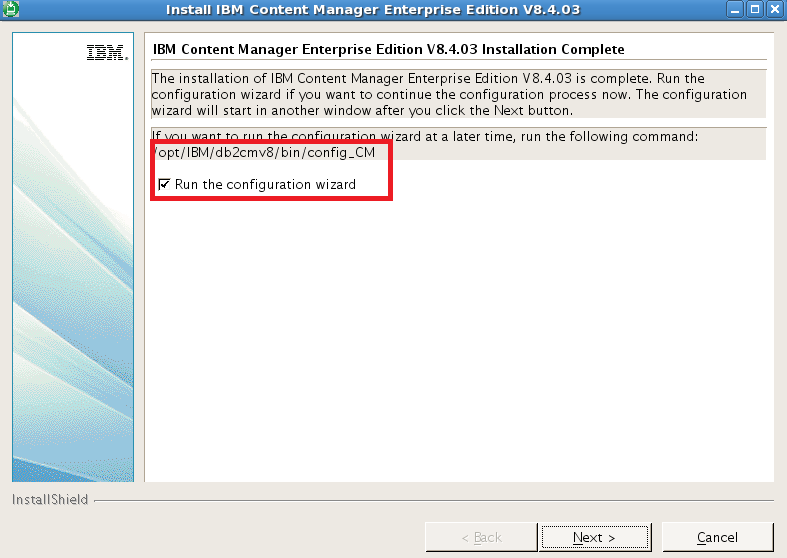 Install IBM Content Manager Enterprise Edition V8.4.03
IBM.
IBM Content Manager Enterprise Edition V8.4.03 Installation Complete
The installation of IBM Content Manager Enterprise Edition V8.4.03 is complete. Run the
configuration wizard if you want to continue the configuration process now. The configuration
wizard will start in another window after you click the Next button.
If you want to run the configuration wizard at a later time, run the following command:
/opt/IBM/db2cmv8/bin/config_CM
Run the configuration wizard
InstallShield
< Back
Next >
Cancel